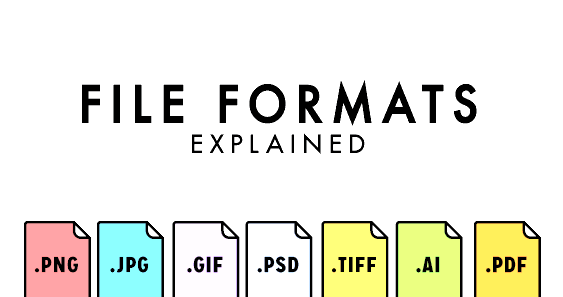 FILE FORMATS
EXPLAINED
.PNG .JPG .GIF .PSD .TIFF .AI .PDF